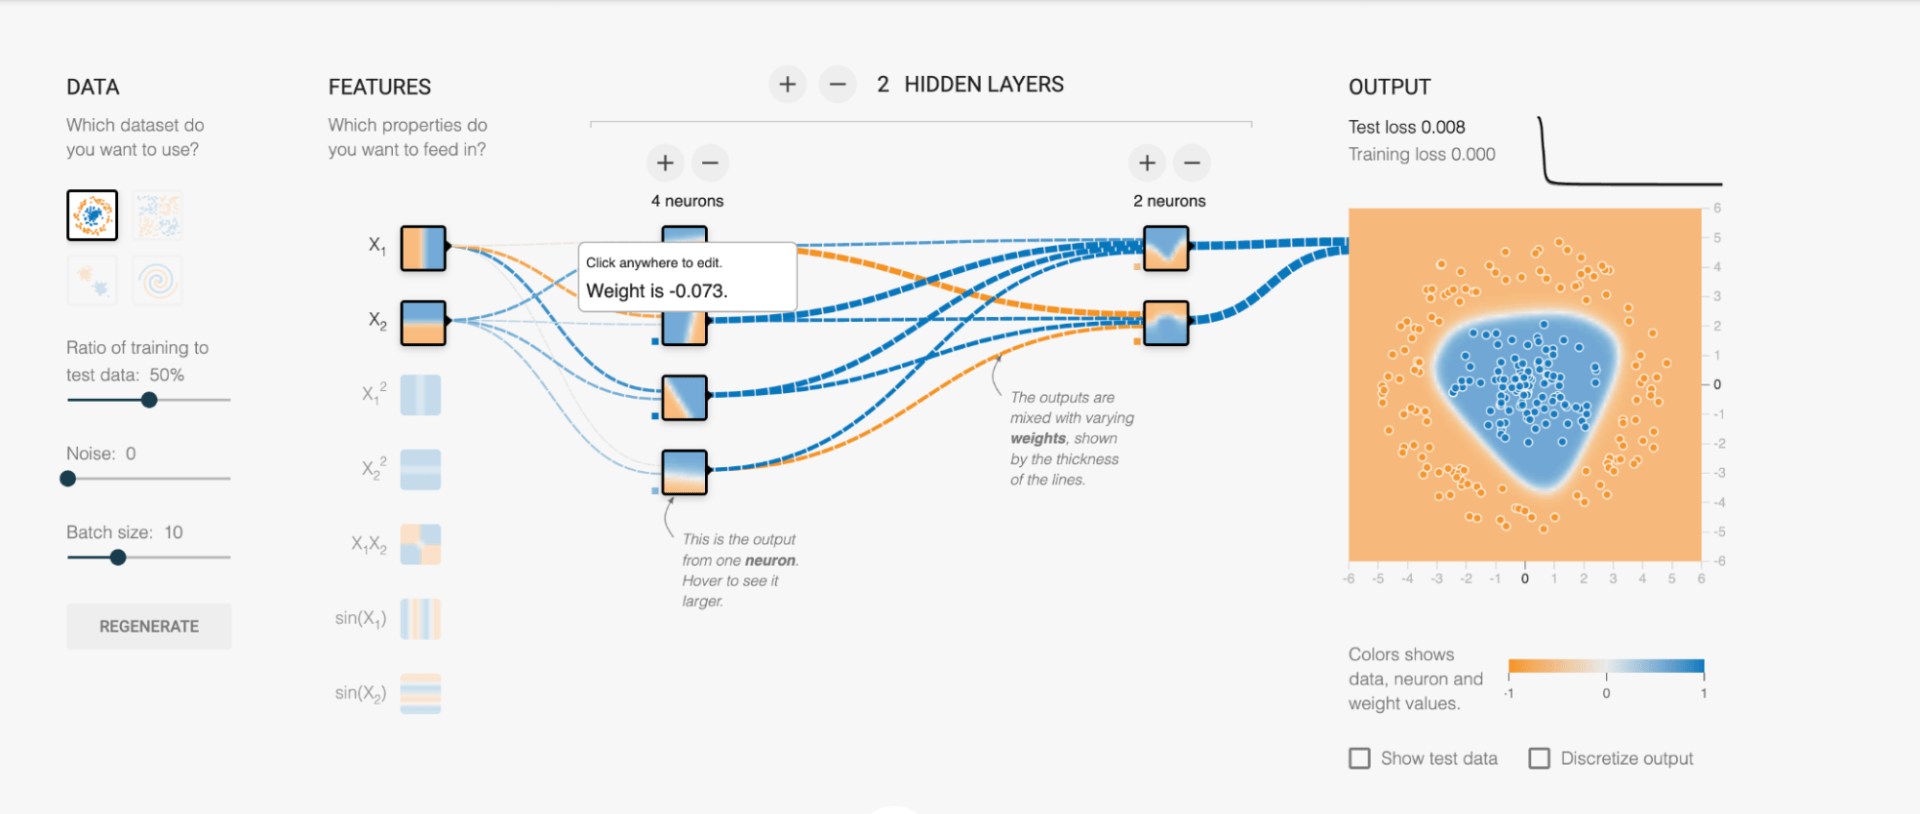 DATA
Which dataset do
you want to use?
Ratio of training to
test data: 50%
Noise: 0
Batch size: 10
REGENERATE
FEATURES
Which properties do
you want to feed in?
X1
X2
X1²
X2²
X1X2
sin(X1)
sin(X2)
+ − 2 HIDDEN LAYERS
+ −
4 neurons
+ −
2 neurons
Click anywhere to edit.
Weight is -0.073.
This is the output
from one neuron.
Hover to see it
larger.
The outputs are
mixed with varying
weights, shown
by the thickness
of the lines.
OUTPUT
Test loss 0.008
Training loss 0.000
6
5
4
3
2
1
0
-1
-2
-3
-4
-5
-6
-6 -5 -4 -3 -2 -1 0 1 2 3 4 5 6
Colors shows
data, neuron and
weight values.
-1 0 1
Show test data Discretize output